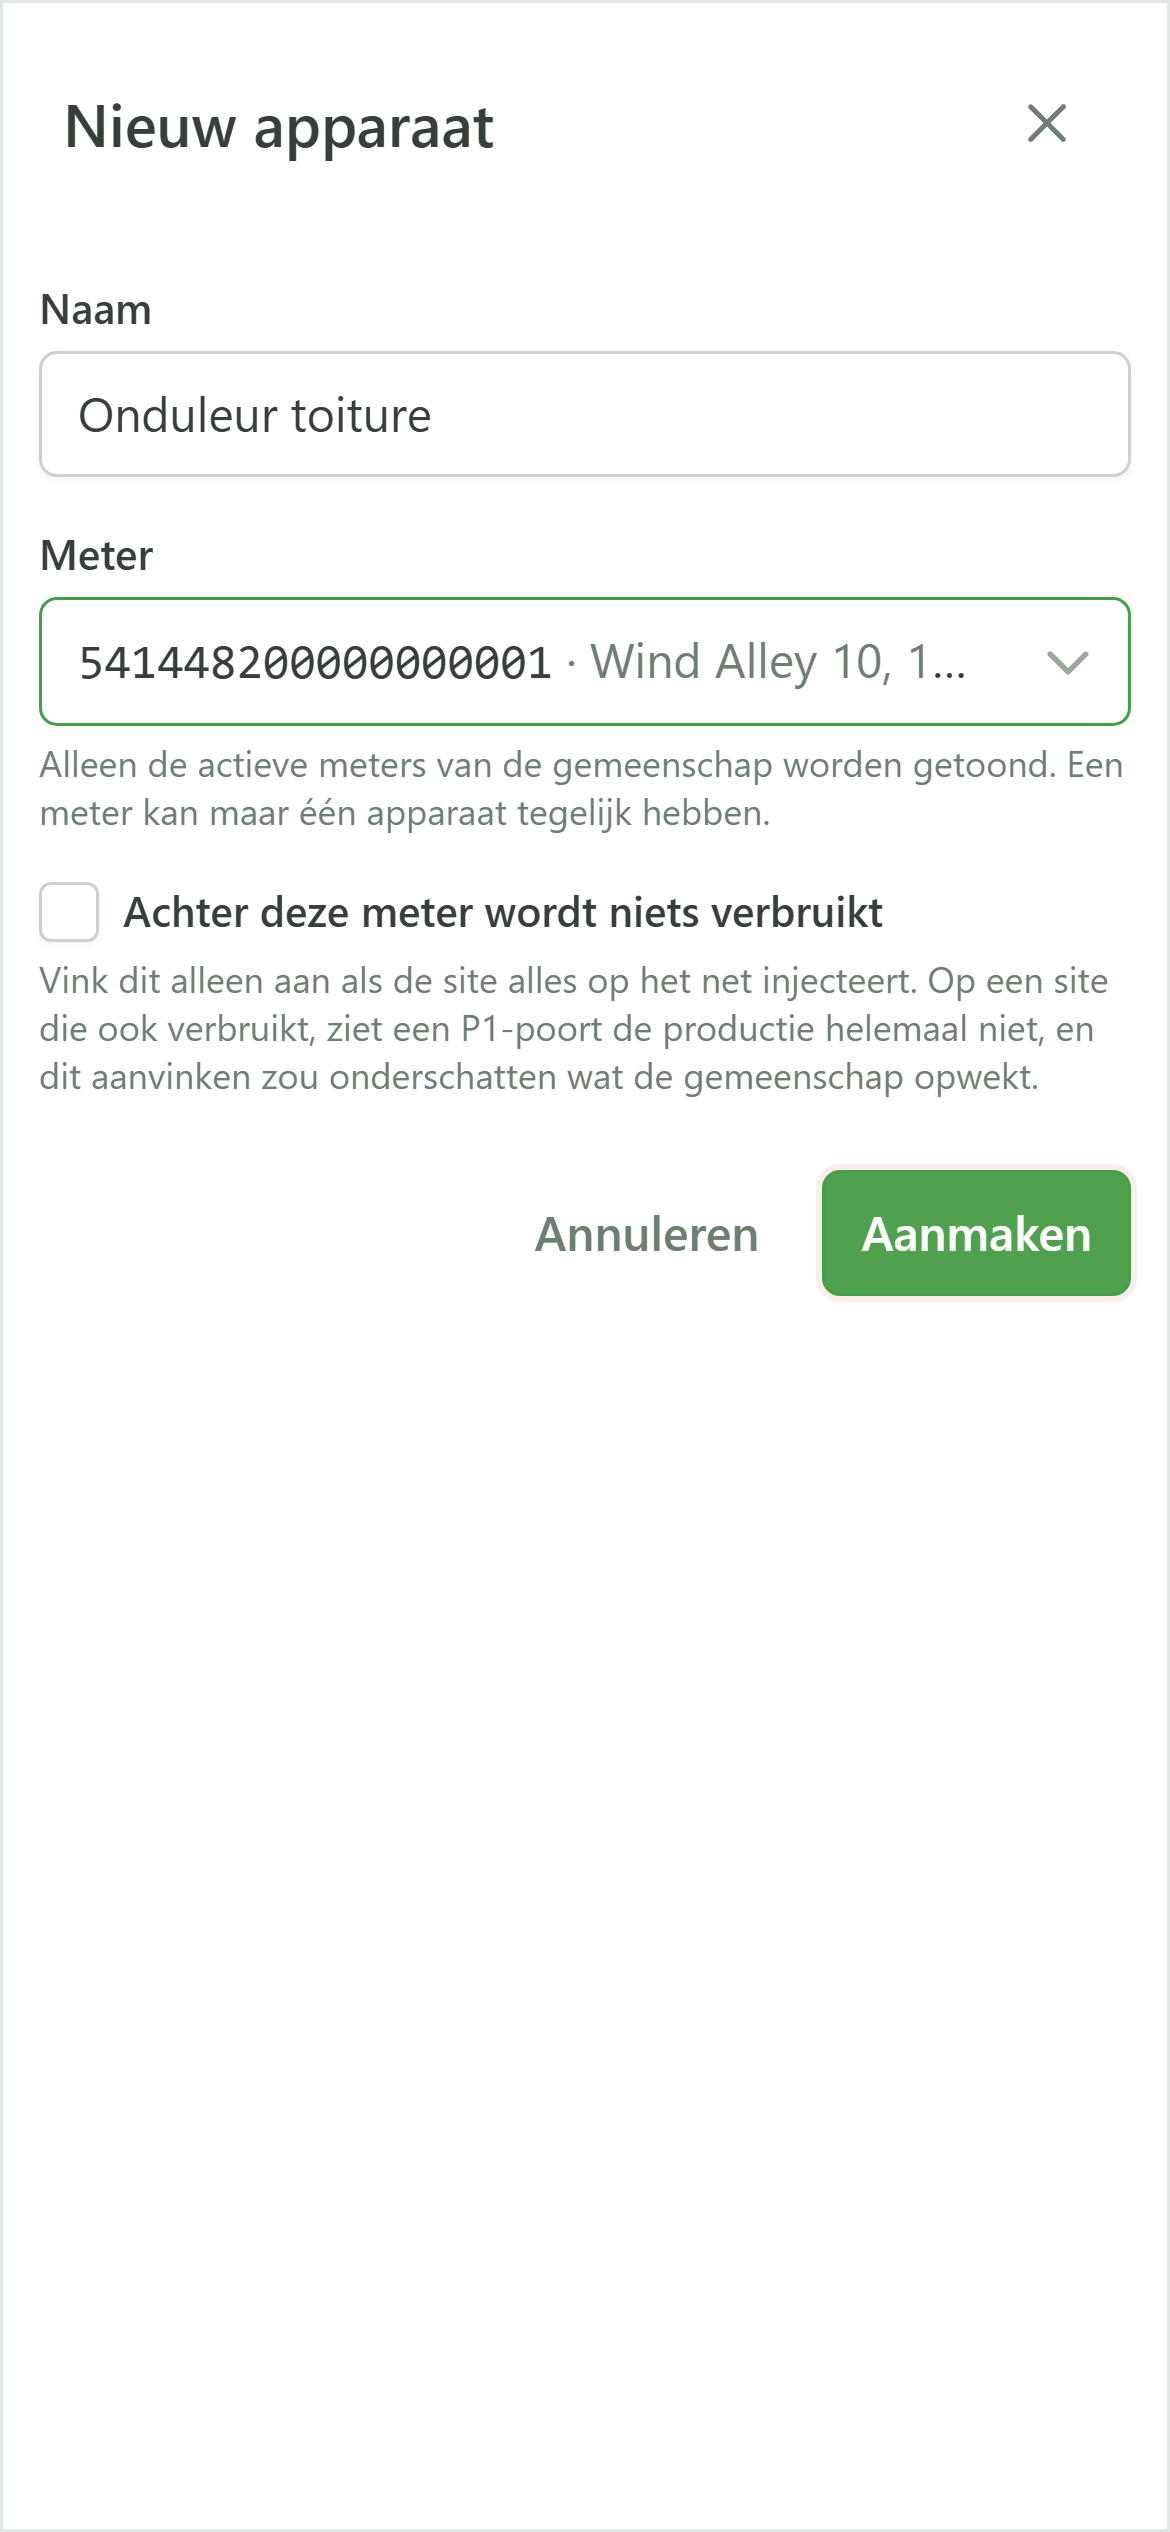 Nieuw apparaat
Naam
Onduleur toiture
Meter
541448200000000001 · Wind Alley 10, 1...
Alleen de actieve meters van de gemeenschap worden getoond. Een
meter kan maar één apparaat tegelijk hebben.
Achter deze meter wordt niets verbruikt
Vink dit alleen aan als de site alles op het net injecteert. Op een site
die ook verbruikt, ziet een P1-poort de productie helemaal niet, en
dit aanvinken zou onderschatten wat de gemeenschap opwekt.
Annuleren
Aanmaken